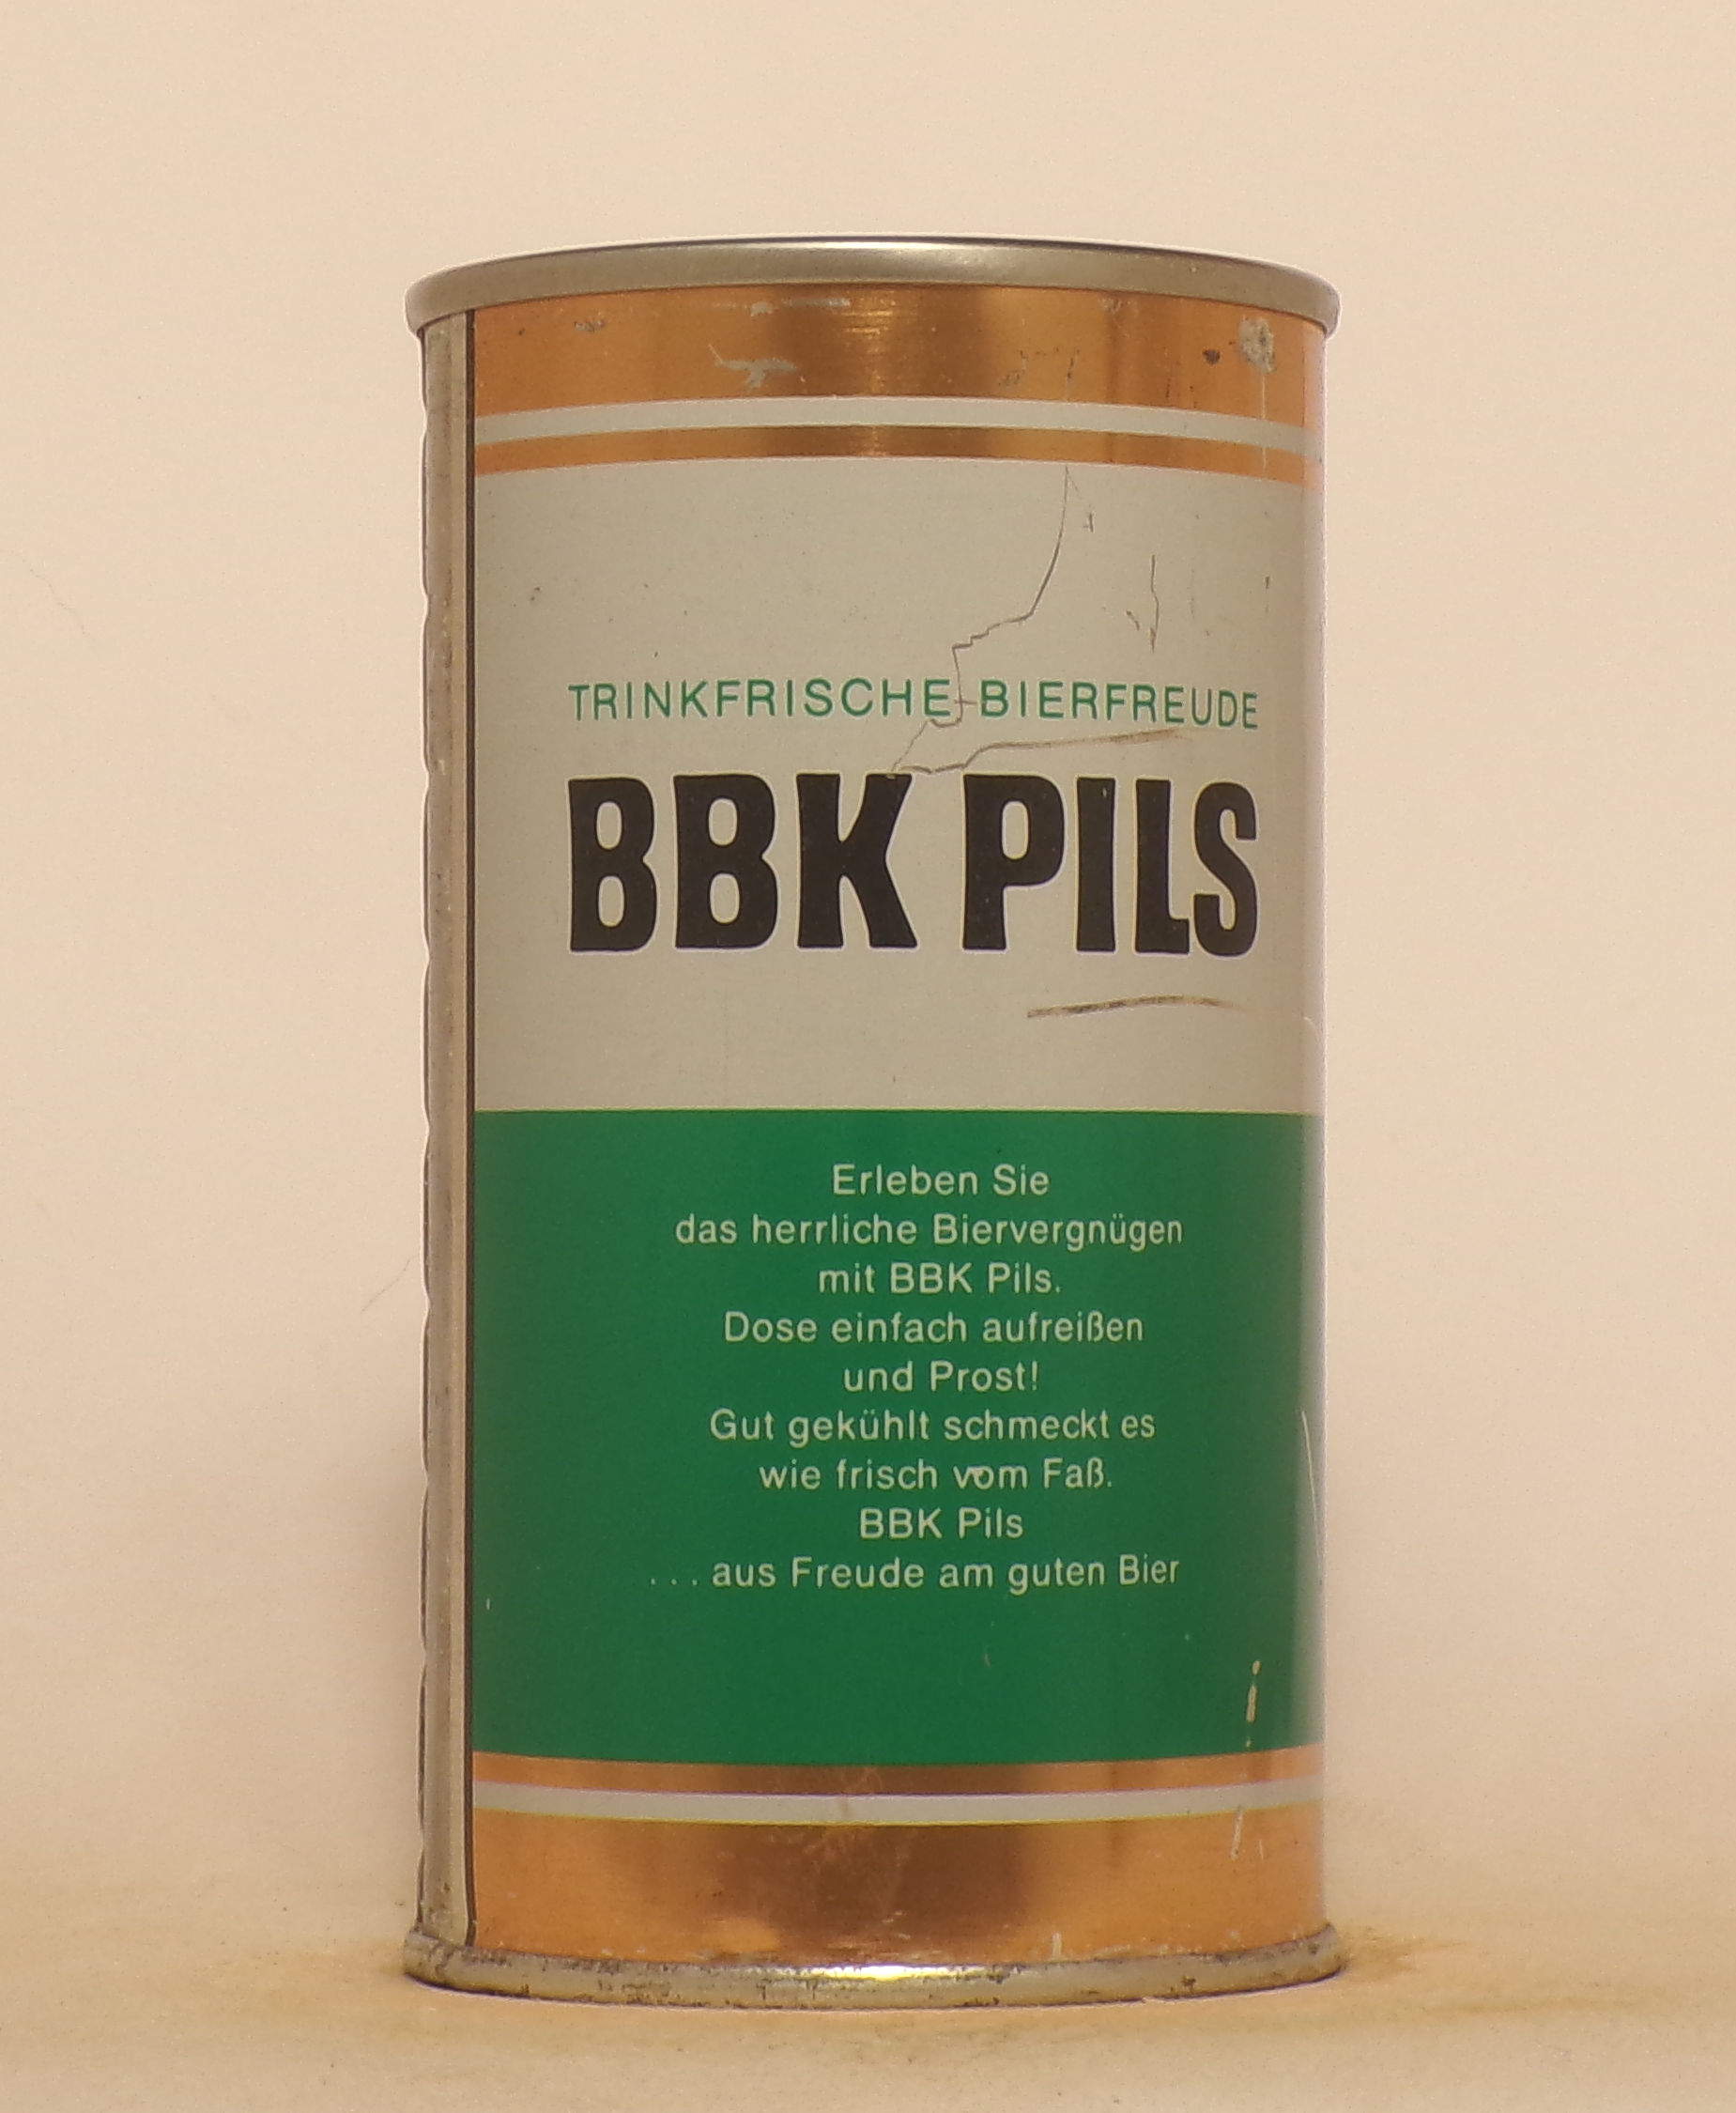 TRINKFRISCHE BIERFREUDE
BBK PILS
Erleben Sie
das herrliche Biervergnügen
mit BBK Pils.
Dose einfach aufreißen
und Prost!
Gut gekühlt schmeckt es
wie frisch vom Faß.
BBK Pils
...aus Freude am guten Bier